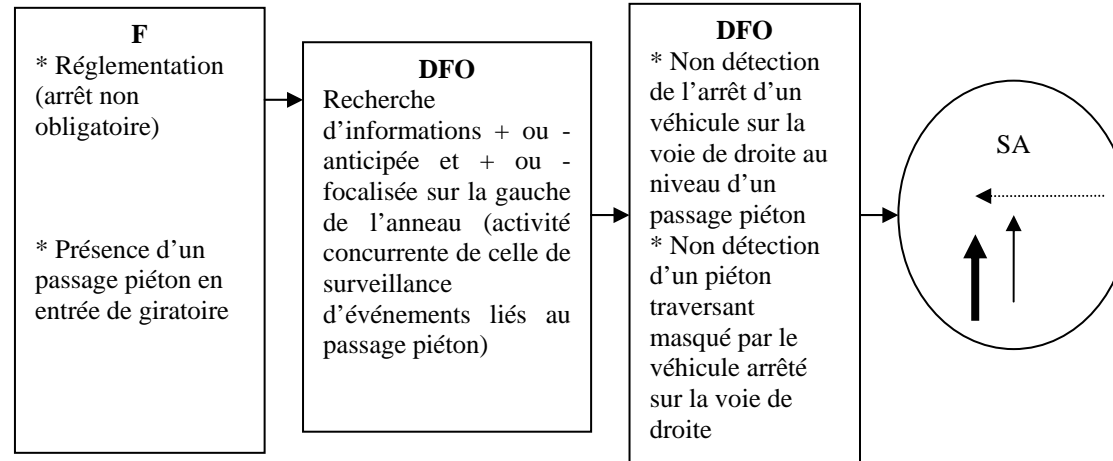 F
* Réglementation
(arrêt non
obligatoire)
* Présence d’un
passage piéton en
entrée de giratoire
DFO
Recherche
d’informations + ou -
anticipée et + ou -
focalisée sur la gauche
de l’anneau (activité
concurrente de celle de
surveillance
d’événements liés au
passage piéton)
DFO
* Non détection
de l’arrêt d’un
véhicule sur la
voie de droite au
niveau d’un
passage piéton
* Non détection
d’un piéton
traversant
masqué par le
véhicule arrêté
sur la voie de
droite
SA